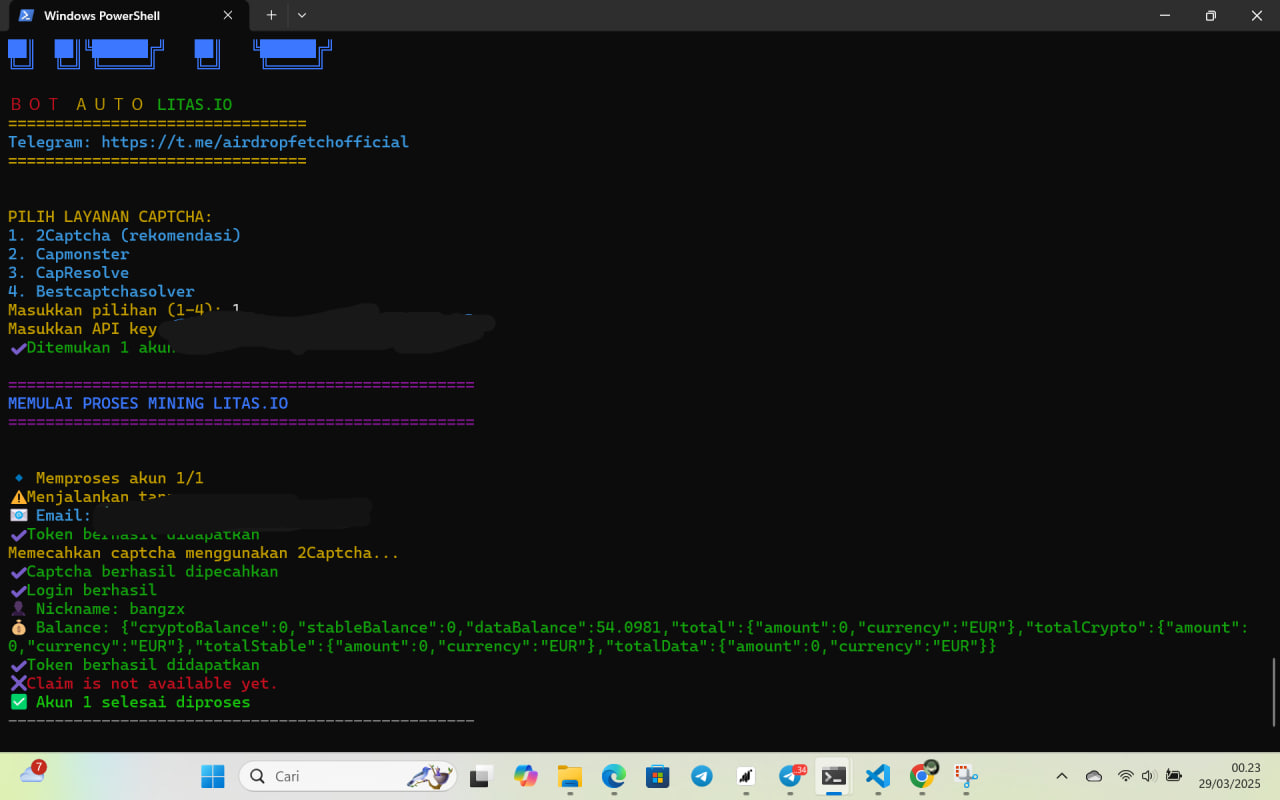 Windows PowerShell
B O T A U T O LITAS.IO
================================
Telegram: https://t.me/airdropfetchofficial
================================
PILIH LAYANAN CAPTCHA:
1. 2Captcha (rekomendasi)
2. Capmonster
3. CapResolve
4. Bestcaptchasolver
Masukkan pilihan (1-4): 1
Masukkan API key
✔Ditemukan 1 akun
==================================================
MEMULAI PROSES MINING LITAS.IO
==================================================
🔹 Memproses akun 1/1
⚠Menjalankan
📧 Email:
✔Token berhasil didapatkan
Memecahkan captcha menggunakan 2Captcha...
✔Captcha berhasil dipecahkan
✔Login berhasil
👤 Nickname: bangzx
💰 Balance: {"cryptoBalance":0,"stableBalance":0,"dataBalance":54.0981,"total":{"amount":0,"currency":"EUR"},"totalCrypto":{"amount":
0,"currency":"EUR"},"totalStable":{"amount":0,"currency":"EUR"},"totalData":{"amount":0,"currency":"EUR"}}
✔Token berhasil didapatkan
❌Claim is not available yet.
✅ Akun 1 selesai diproses
--------------------------------------------------
7
Cari
34
00.23
29/03/2025